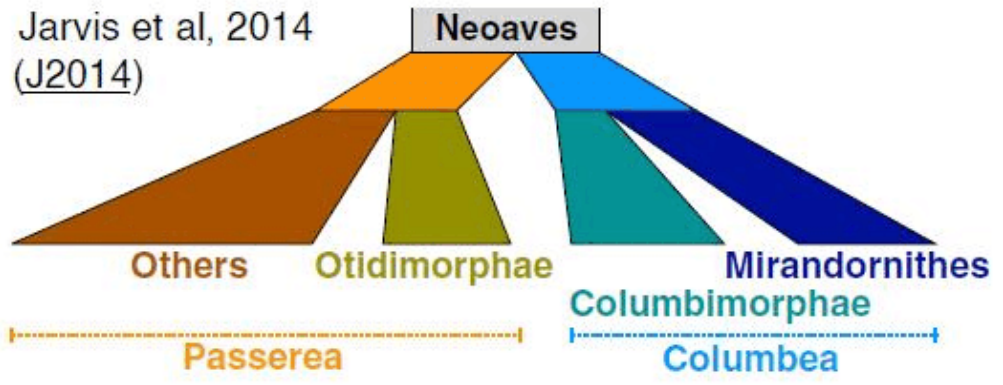 Jarvis et al, 2014
(J2014)
Neoaves
Others
Otidimorphae
Mirandornithes
Columbimorphae
Passerea
Columbea